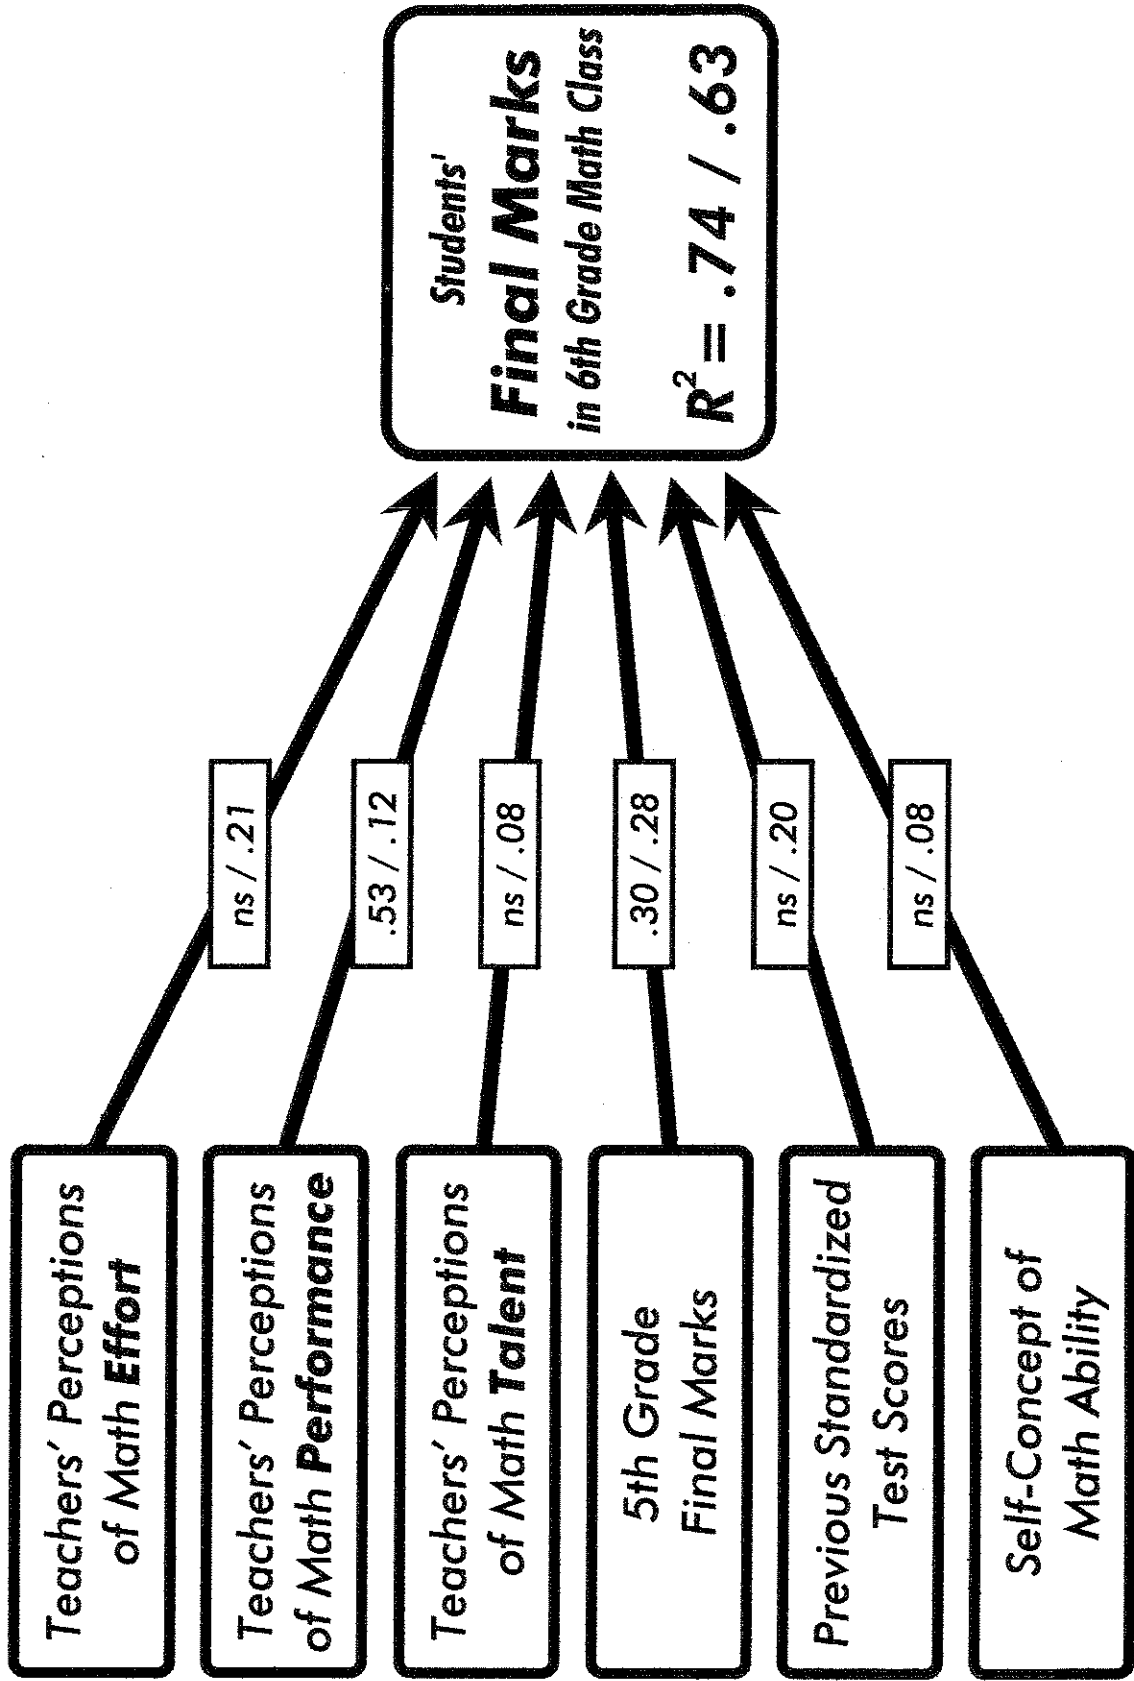 Teachers' Perceptions
of Math Effort
Teachers' Perceptions
of Math Performance
Teachers' Perceptions
of Math Talent
5th Grade
Final Marks
Previous Standardized
Test Scores
Self-Concept of
Math Ability
ns / .21
.53 / .12
ns / .08
.30 / .28
ns / .20
ns / .08
Students'
Final Marks
in 6th Grade Math Class
R² = .74 / .63